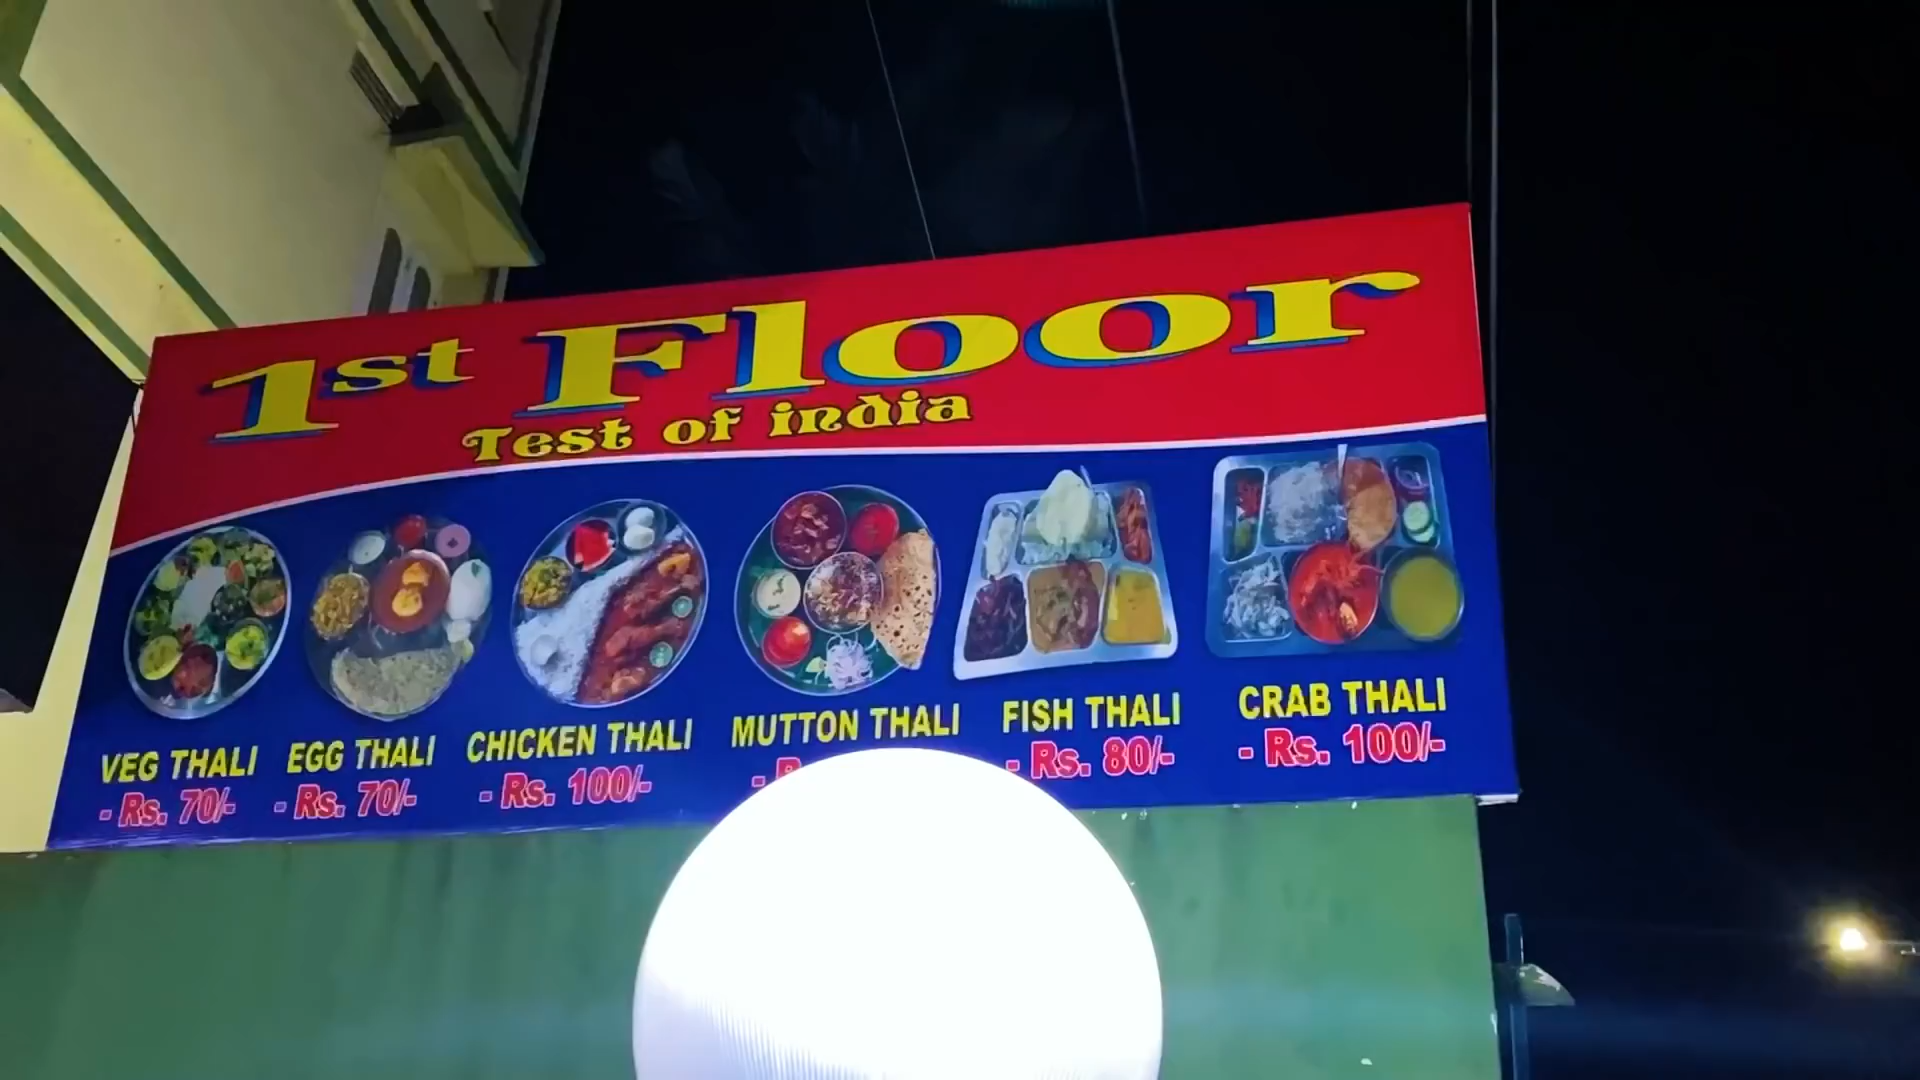 1st Floor
Test of india
VEG THALI
- Rs. 70/-
EGG THALI
- Rs. 70/-
CHICKEN THALI
- Rs. 100/-
MUTTON THALI
FISH THALI
- Rs. 80/-
CRAB THALI
- Rs. 100/-